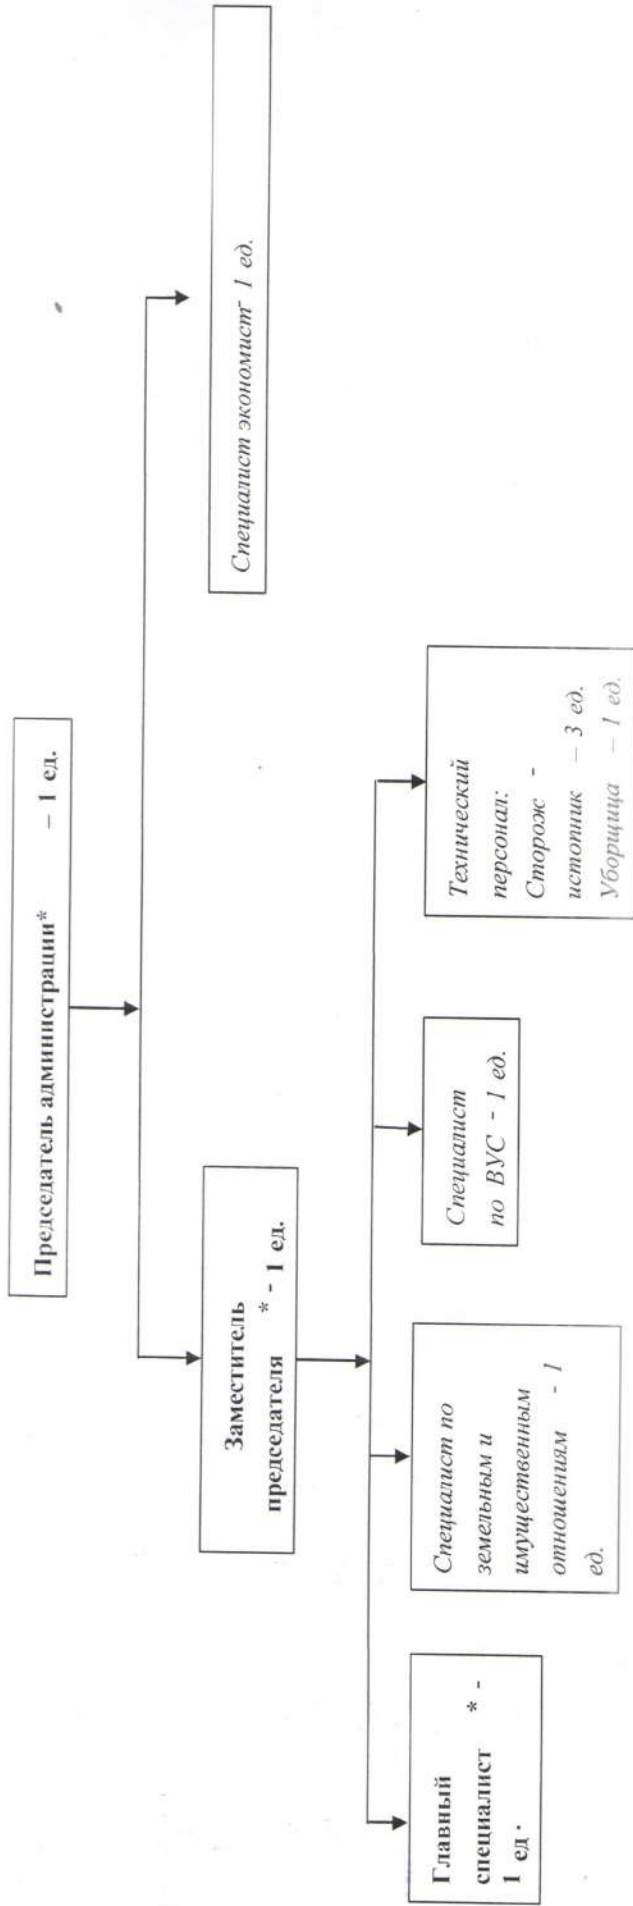 Председатель администрации* – 1 ед.
Заместитель
председателя * - 1 ед.
Специалист экономист- 1 ед.
Главный
специалист * -
1 ед.
Специалист по
земельным и
имущественным
отношениям - 1
ед.
Специалист
по ВУС - 1 ед.
Технический
персонал:
Сторож -
истопник – 3 ед.
Уборщица – 1 ед.